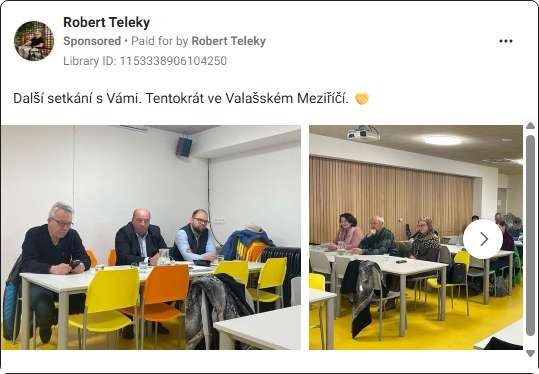 Robert Teleky
Sponsored • Paid for by Robert Teleky
Library ID: 1153338906104250
Další setkání s Vámi. Tentokrát ve Valašském Meziříčí. 🤝